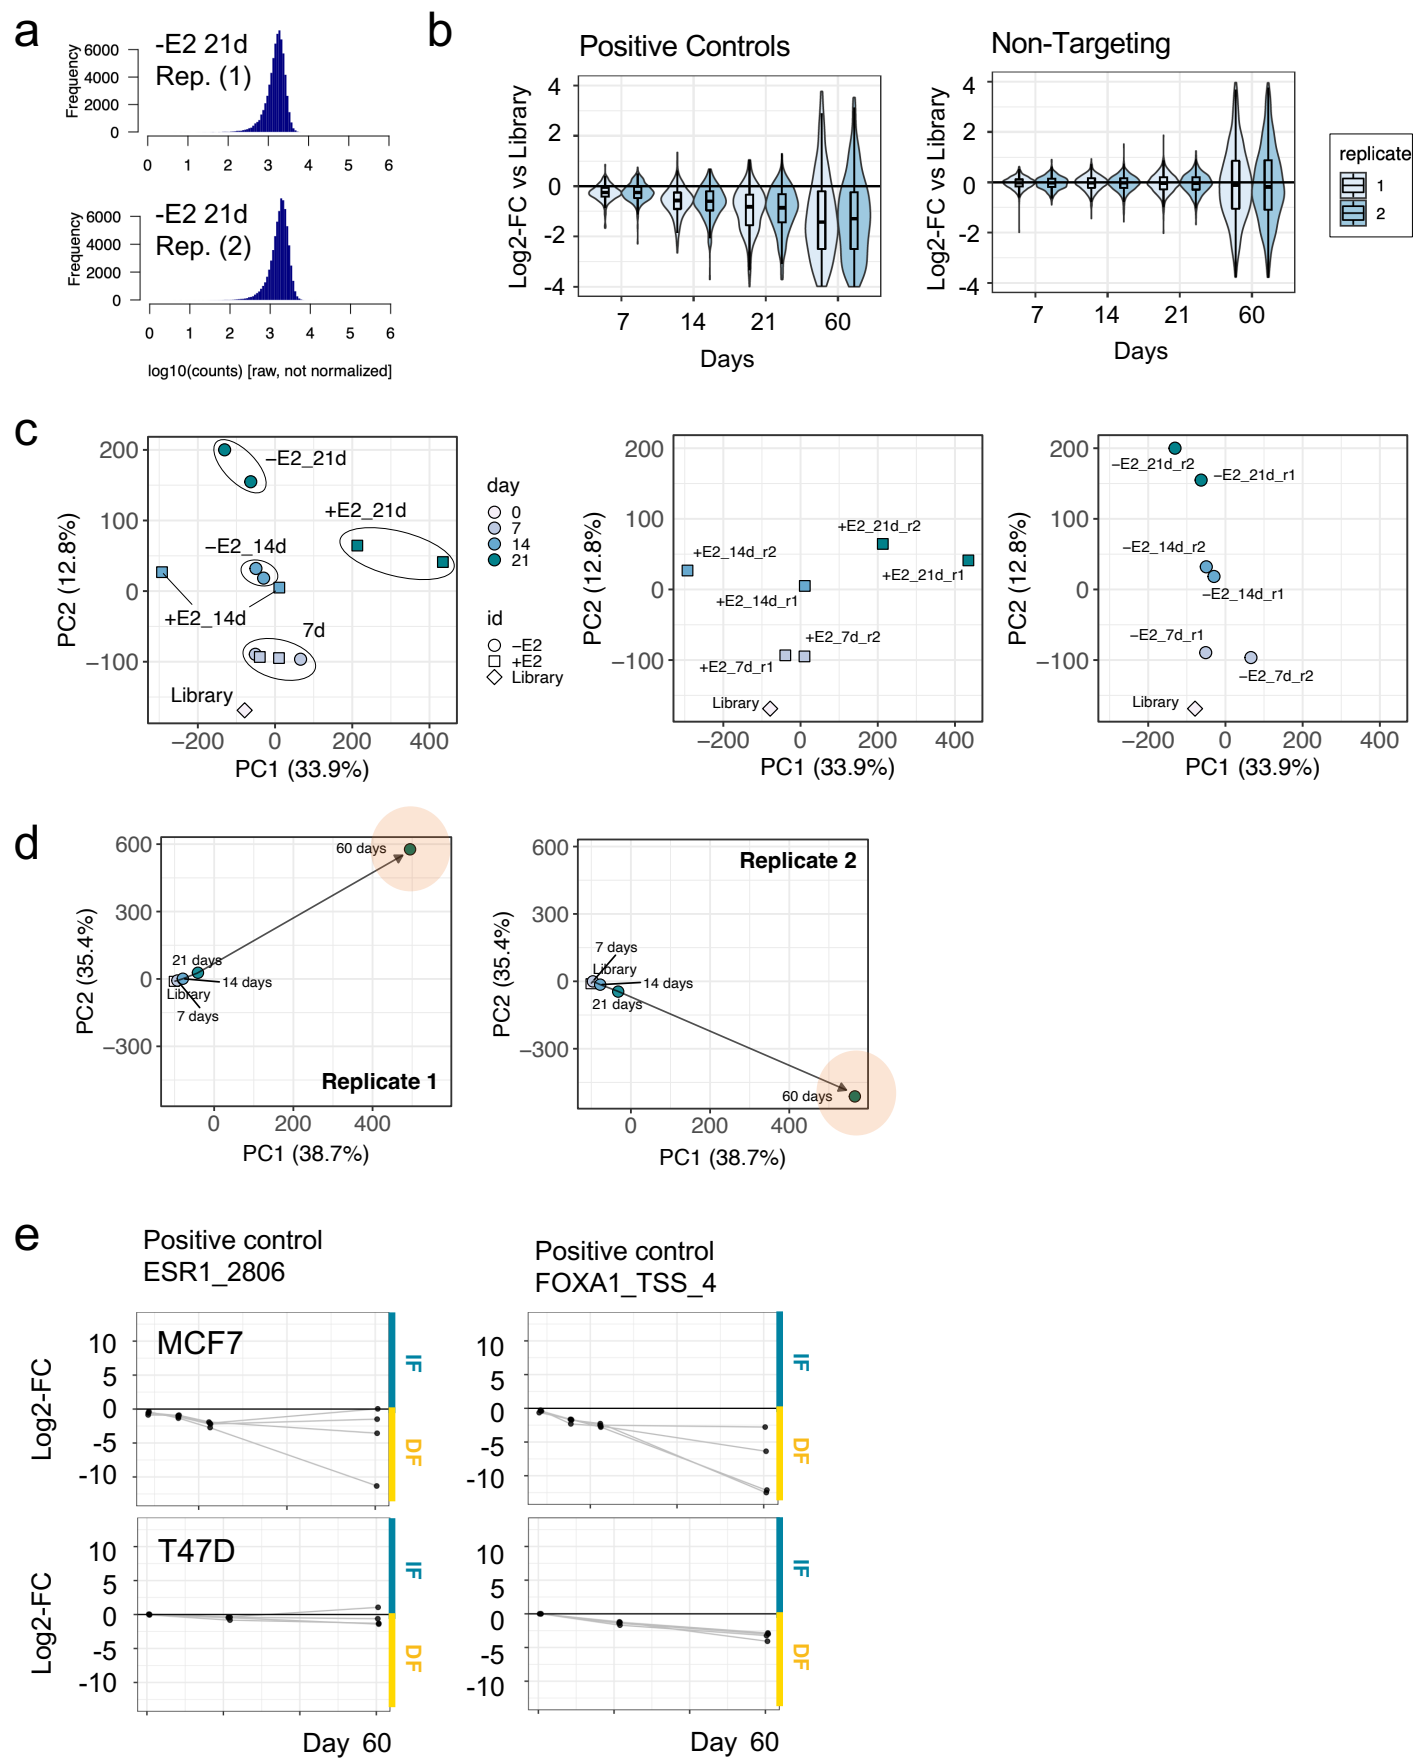 a
-E2 21d
Rep. (1)
Frequency
6000
4000
2000
0
0 1 2 3 4 5 6
-E2 21d
Rep. (2)
Frequency
6000
4000
2000
0
0 1 2 3 4 5 6
log10(counts) [raw, not normalized]
b
Positive Controls
Log2-FC vs Library
4
2
0
-2
-4
7 14 21 60
Days
Non-Targeting
Log2-FC vs Library
4
2
0
-2
-4
7 14 21 60
Days
replicate
1
2
c
PC2 (12.8%)
200
100
0
−100
−E2_21d
+E2_21d
−E2_14d
+E2_14d
7d
Library
−200 0 200 400
PC1 (33.9%)
day
0
7
14
21
id
−E2
+E2
Library
PC2 (12.8%)
200
100
0
−100
+E2_21d_r2
+E2_14d_r2
+E2_21d_r1
+E2_14d_r1
+E2_7d_r2
+E2_7d_r1
Library
−200 0 200 400
PC1 (33.9%)
PC2 (12.8%)
200
100
0
−100
−E2_21d_r2
−E2_21d_r1
−E2_14d_r2
−E2_14d_r1
−E2_7d_r1
−E2_7d_r2
Library
−200 0 200 400
PC1 (33.9%)
d
PC2 (35.4%)
600
300
0
−300
60 days
21 days
14 days
Library
7 days
Replicate 1
0 200 400
PC1 (38.7%)
PC2 (35.4%)
600
300
0
−300
Replicate 2
7 days
Library
14 days
21 days
60 days
0 200 400
PC1 (38.7%)
e
Positive control
ESR1_2806
Log2-FC
10
5
0
-5
-10
MCF7
IF
DF
Positive control
FOXA1_TSS_4
10
5
0
-5
-10
IF
DF
Log2-FC
10
5
0
-5
-10
T47D
IF
DF
Day 60
10
5
0
-5
-10
IF
DF
Day 60